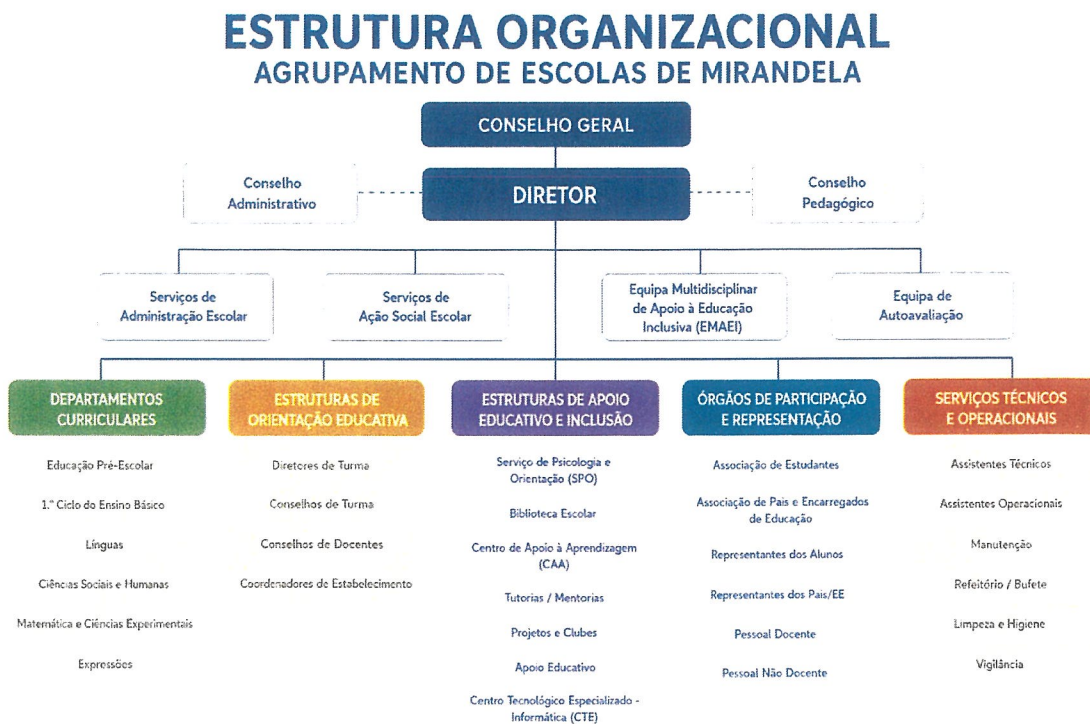 ESTRUTURA ORGANIZACIONAL
AGRUPAMENTO DE ESCOLAS DE MIRANDELA
CONSELHO GERAL
Conselho
Administrativo
DIRETOR
Conselho
Pedagógico
Serviços de
Administração Escolar
Serviços de
Ação Social Escolar
Equipa Multidisciplinar
de Apoio à Educação
Inclusiva (EMAEI)
Equipa de
Autoavaliação
DEPARTAMENTOS
CURRICULARES
Educação Pré-Escolar
1.º Ciclo do Ensino Básico
Línguas
Ciências Sociais e Humanas
Matemática e Ciências Experimentais
Expressões
ESTRUTURAS DE
ORIENTAÇÃO EDUCATIVA
Diretores de Turma
Conselhos de Turma
Conselhos de Docentes
Coordenadores de Estabelecimento
ESTRUTURAS DE APOIO
EDUCATIVO E INCLUSÃO
Serviço de Psicologia e
Orientação (SPO)
Biblioteca Escolar
Centro de Apoio à Aprendizagem
(CAA)
Tutorias / Mentorias
Projetos e Clubes
Apoio Educativo
Centro Tecnológico Especializado -
Informática (CTE)
ÓRGÃOS DE PARTICIPAÇÃO
E REPRESENTAÇÃO
Associação de Estudantes
Associação de Pais e Encarregados
de Educação
Representantes dos Alunos
Representantes dos Pais/EE
Pessoal Docente
Pessoal Não Docente
SERVIÇOS TÉCNICOS
E OPERACIONAIS
Assistentes Técnicos
Assistentes Operacionais
Manutenção
Refeitório / Bufete
Limpeza e Higiene
Vigilância